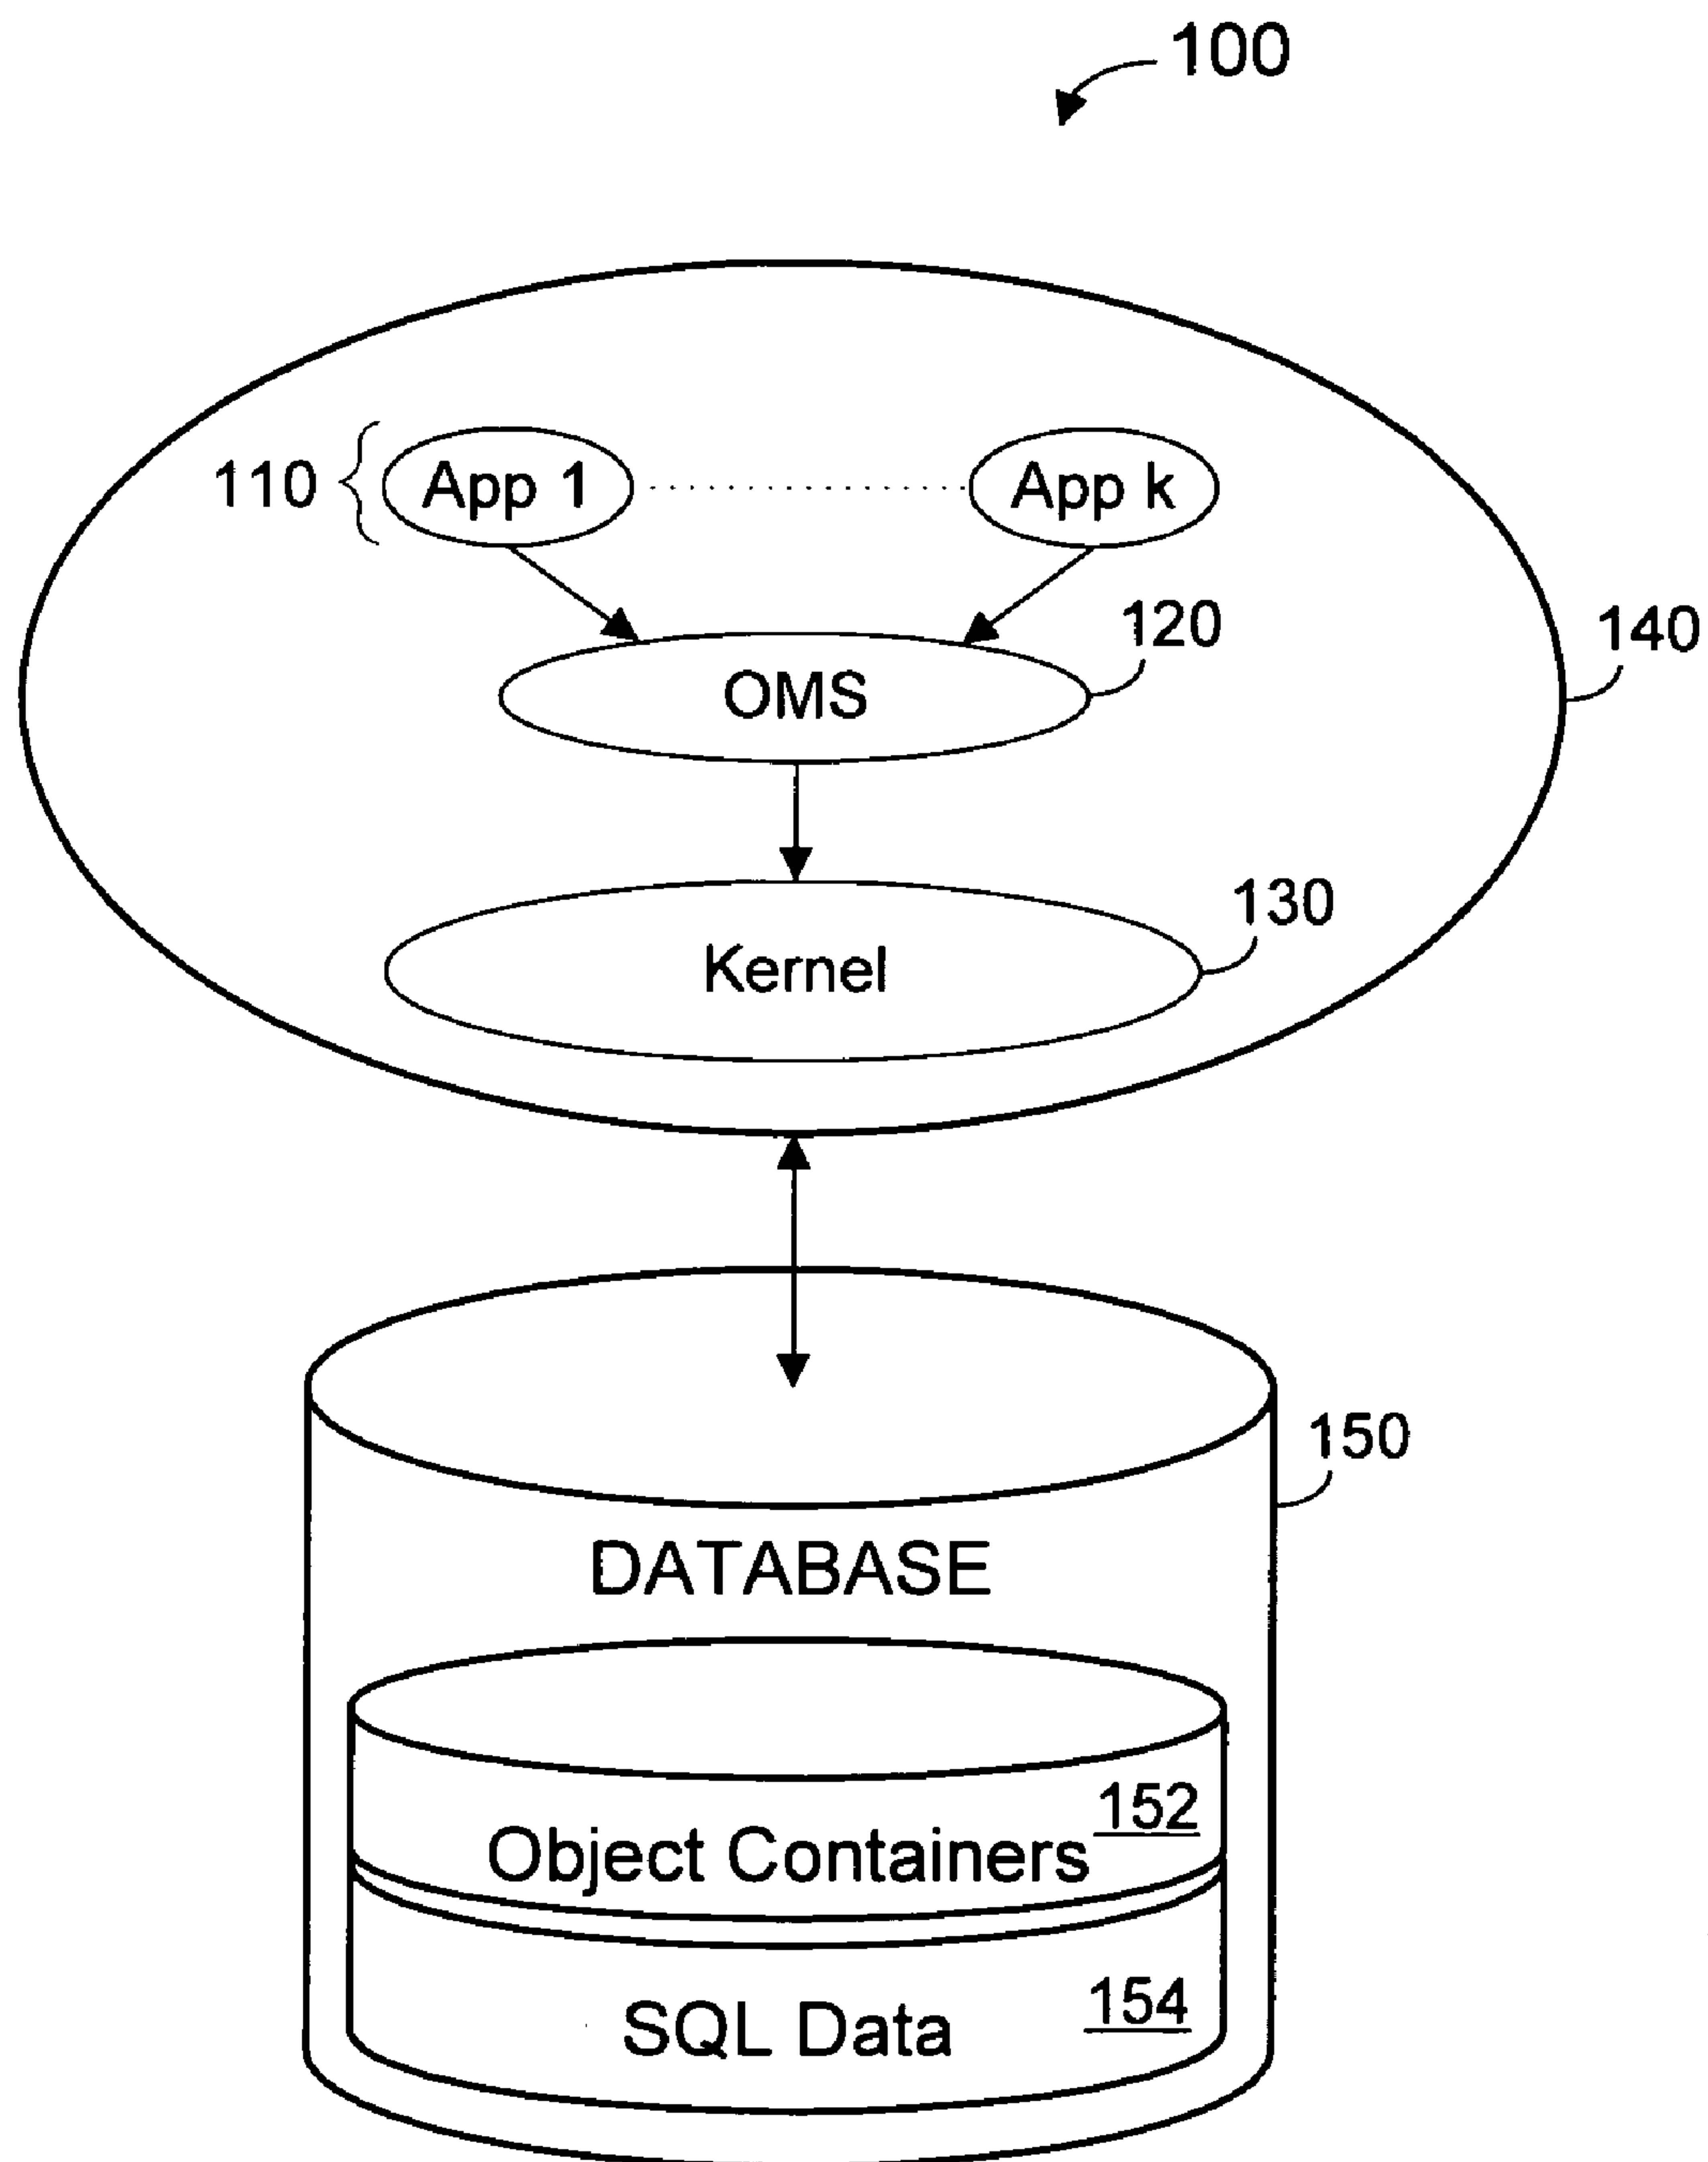 100
110
App 1
App k
120
140
OMS
130
Kernel
150
DATABASE
152
Object Containers
154
SQL Data